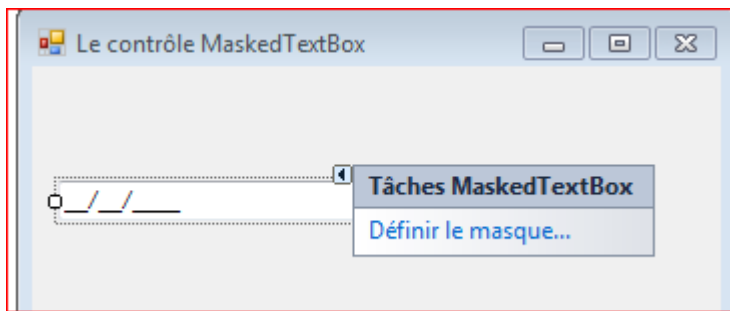 Le contrôle MaskedTextBox
__/__/____
Tâches MaskedTextBox
Définir le masque...